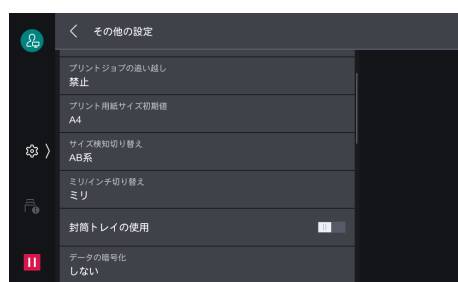 その他の設定
プリントジョブの追い越し
禁止
プリント用紙サイズ初期値
A4
サイズ検知切り替え
AB系
ミリ/インチ切り替え
ミリ
封筒トレイの使用
データの暗号化
しない